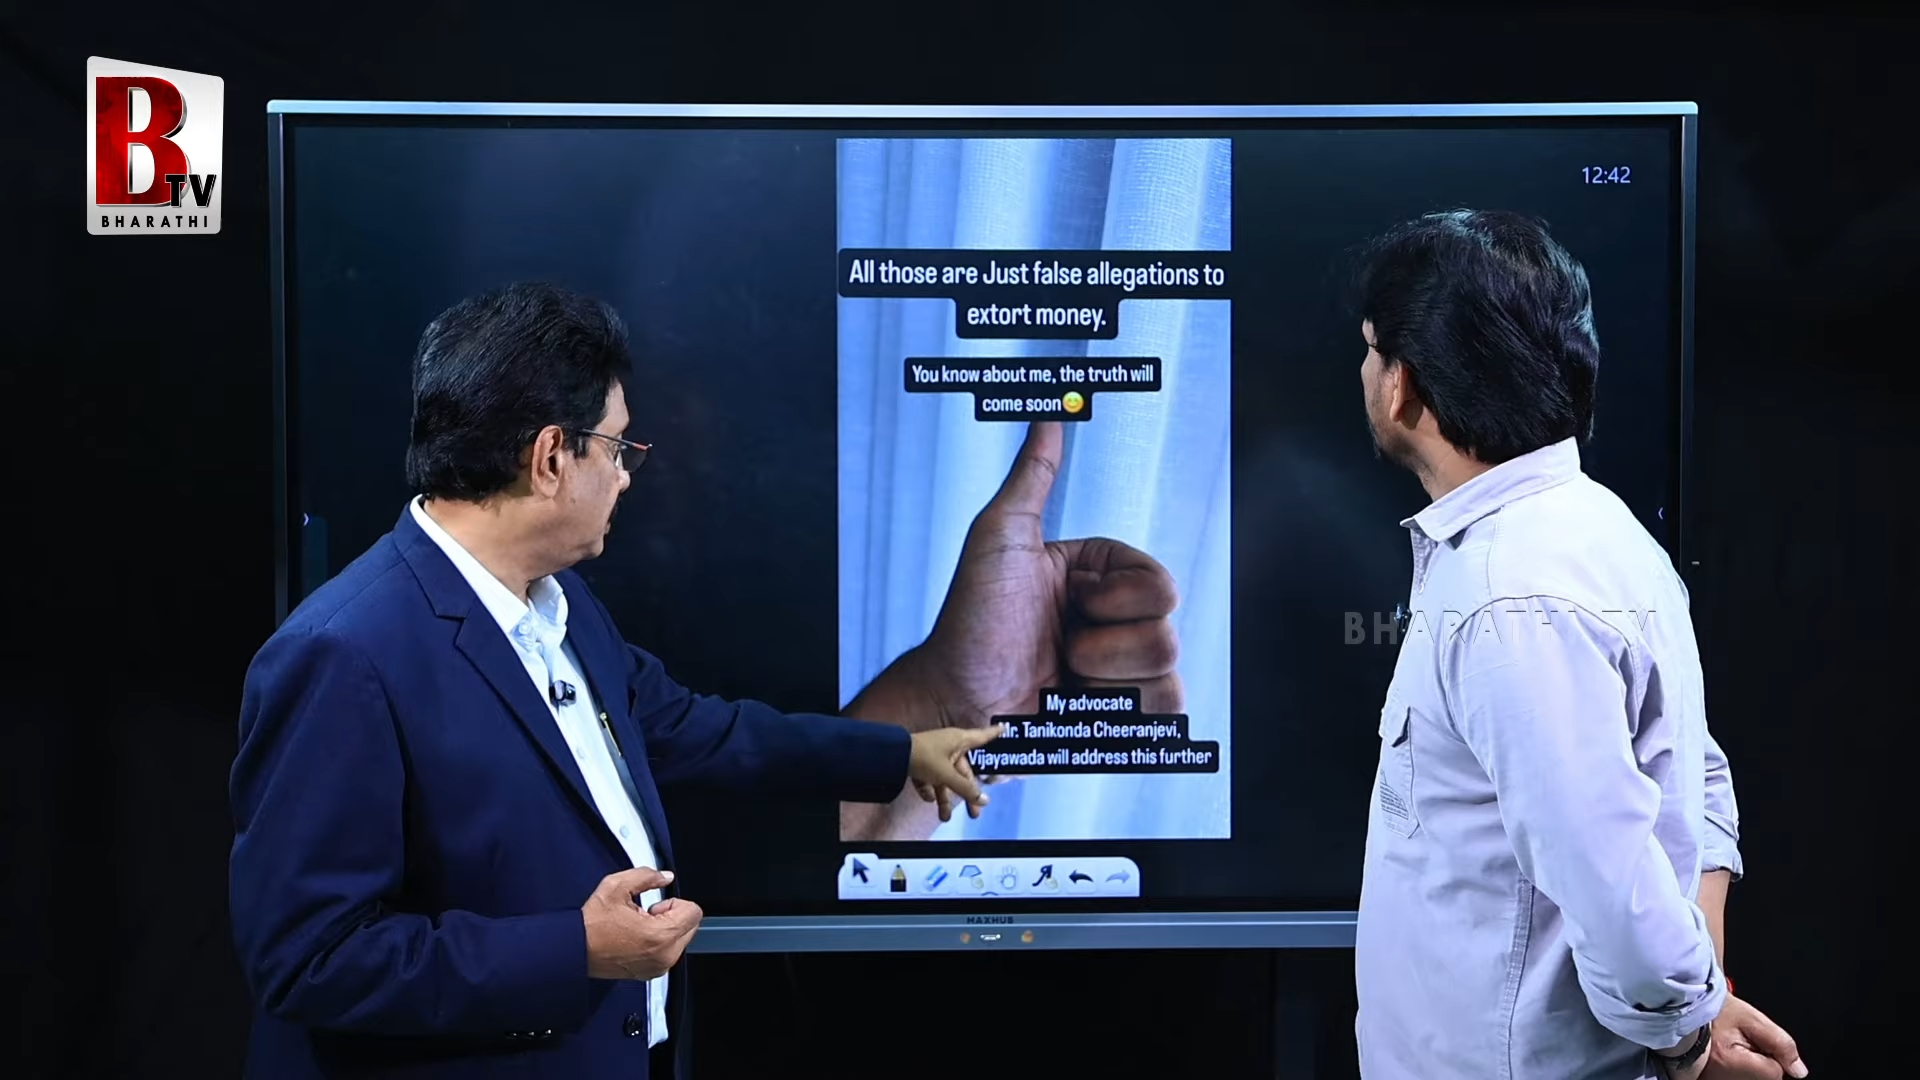 B
TV
BHARATHI
12:42
All those are Just false allegations to
extort money.
You know about me, the truth will
come soon😊
My advocate
Mr. Tanikonda Cheeranjevi,
Vijayawada will address this further
BHARATHI TV
MAXHUB